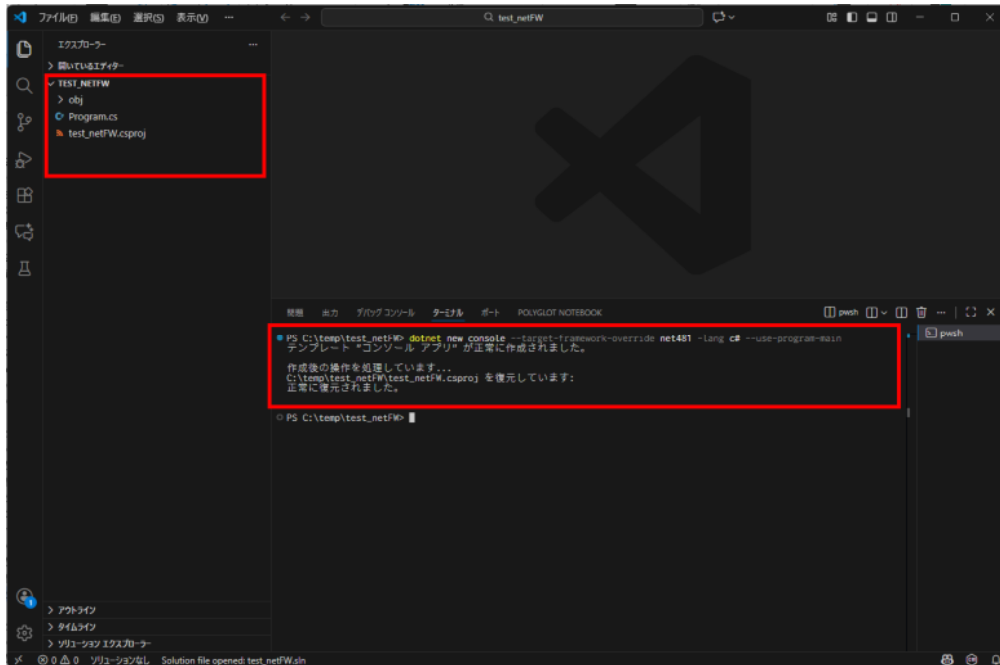 ファイル(F) 編集(E) 選択(S) 表示(V) …
test_netFW
エクスプローラー …
開いているエディター
TEST_NETFW
obj
Program.cs
test_netFW.csproj
問題 出力 デバッグ コンソール ターミナル ポート POLYGLOT NOTEBOOK
pwsh
pwsh
PS C:\temp\test_netFW> dotnet new console --target-framework-override net481 -lang c# --use-program-main
テンプレート "コンソール アプリ" が正常に作成されました。
作成後の操作を処理しています...
C:\temp\test_netFW\test_netFW.csproj を復元しています:
正常に復元されました。
PS C:\temp\test_netFW>
1
アウトライン
タイムライン
ソリューション エクスプローラー
0 0 ソリューションなし Solution file opened: test_netFW.sln